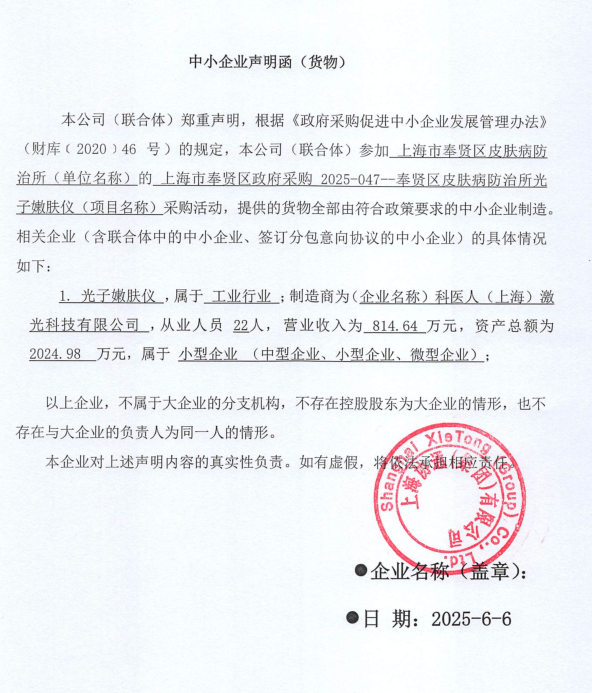 中小企业声明函（货物）
本公司（联合体）郑重声明，根据《政府采购促进中小企业发展管理办法》
（财库﹝2020﹞46 号）的规定，本公司（联合体）参加 上海市奉贤区皮肤病防
治所（单位名称）的 上海市奉贤区政府采购 2025-047--奉贤区皮肤病防治所光
子嫩肤仪（项目名称）采购活动，提供的货物全部由符合政策要求的中小企业制造。
相关企业（含联合体中的中小企业、签订分包意向协议的中小企业）的具体情况
如下：
1. 光子嫩肤仪 ,属于 工业行业 ；制造商为（企业名称）科医人（上海）激
光科技有限公司 ，从业人员 22人，营业收入为 814.64 万元，资产总额为
2024.98 万元，属于 小型企业 （中型企业、小型企业、微型企业）；
以上企业，不属于大企业的分支机构，不存在控股股东为大企业的情形，也不
存在与大企业的负责人为同一人的情形。
本企业对上述声明内容的真实性负责。如有虚假，将依法承担相应责任。
Shanghai XieTong (Group) Co., Ltd.
上海协通（集团）有限公司
●企业名称（盖章）：
●日 期：2025-6-6